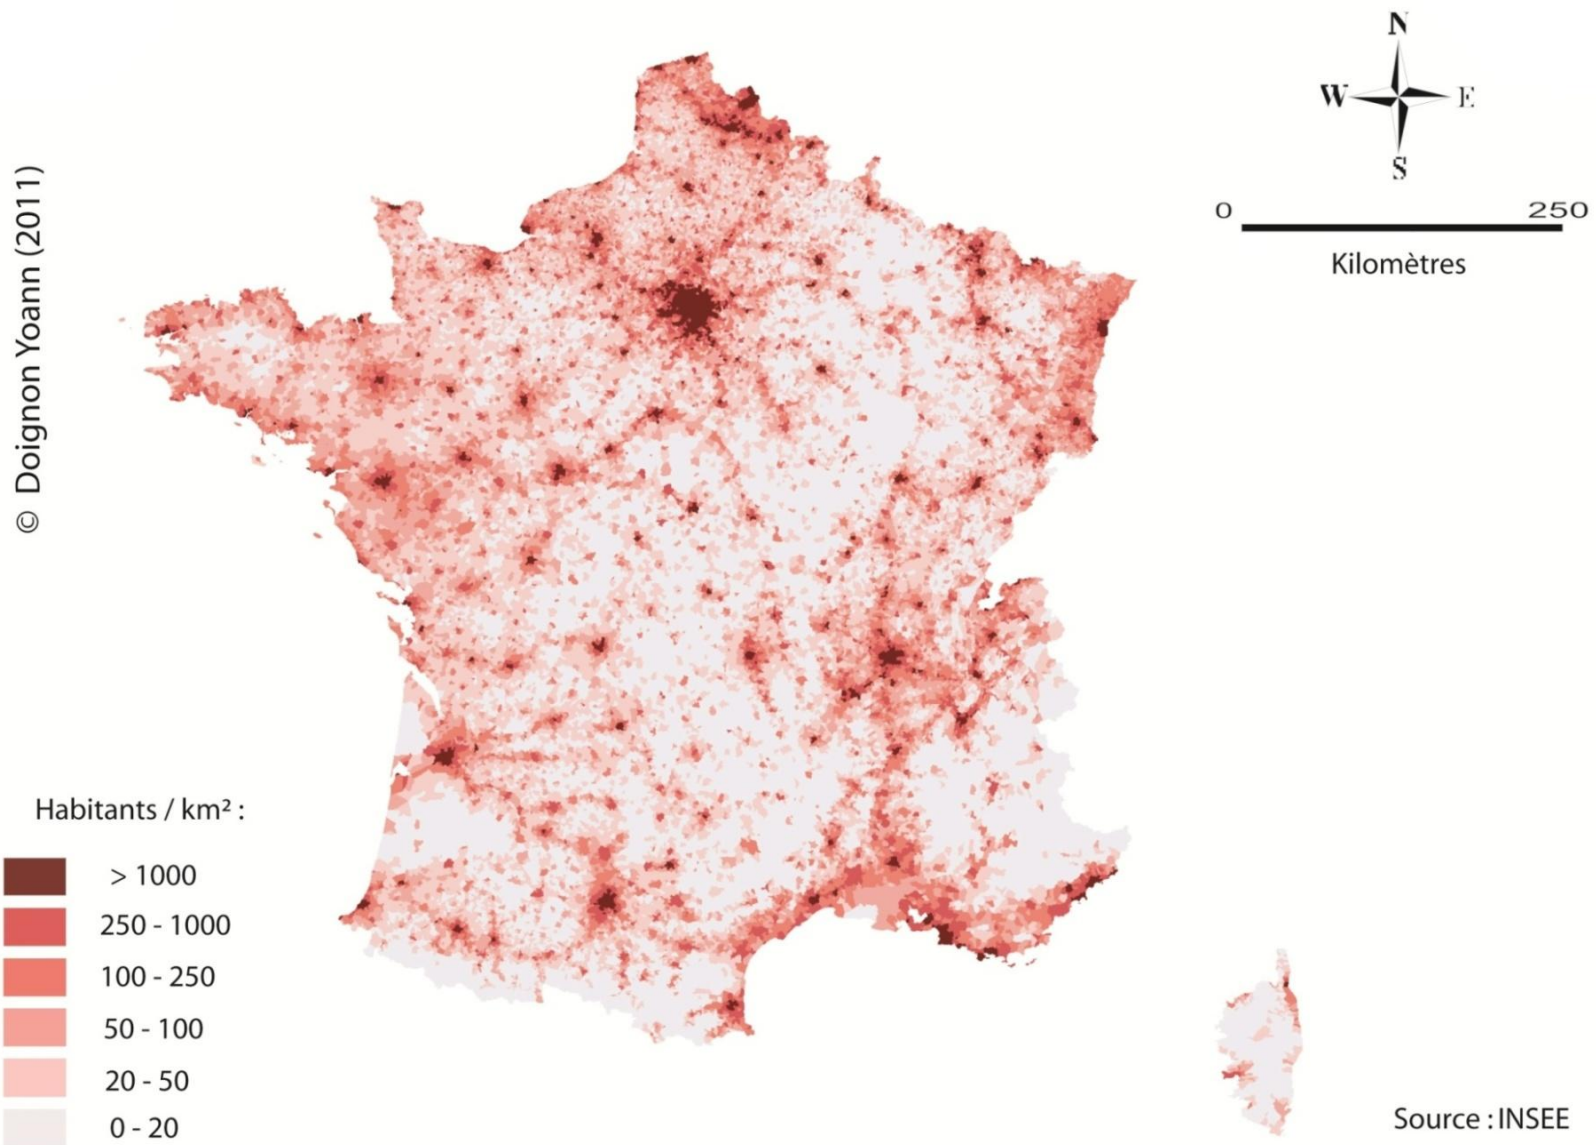 © Doignon Yoann (2011)
N
W E
S
0 250
Kilomètres
Habitants / km² :
> 1000
250 - 1000
100 - 250
50 - 100
20 - 50
0 - 20
Source : INSEE